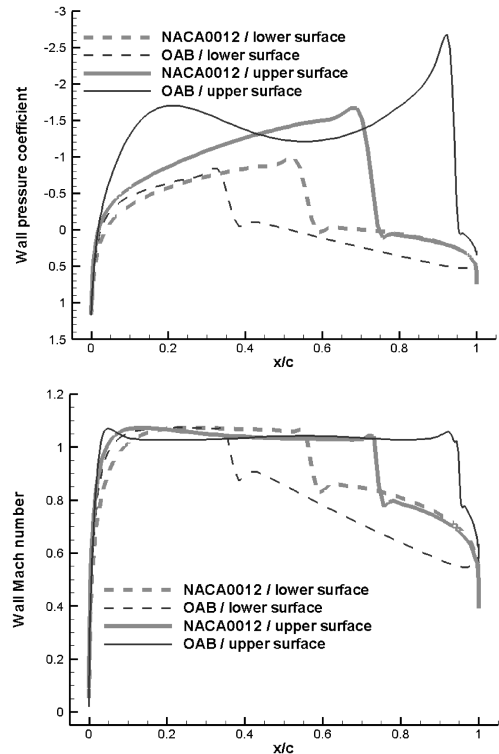 -3
-2.5
-2
-1.5
-1
-0.5
0
0.5
1
1.5
Wall pressure coefficient
NACA0012 / lower surface
OAB / lower surface
NACA0012 / upper surface
OAB / upper surface
0 0.2 0.4 0.6 0.8 1
x/c
1.2
1
0.8
0.6
0.4
0.2
0
Wall Mach number
NACA0012 / lower surface
OAB / lower surface
NACA0012 / upper surface
OAB / upper surface
0 0.2 0.4 0.6 0.8 1
x/c